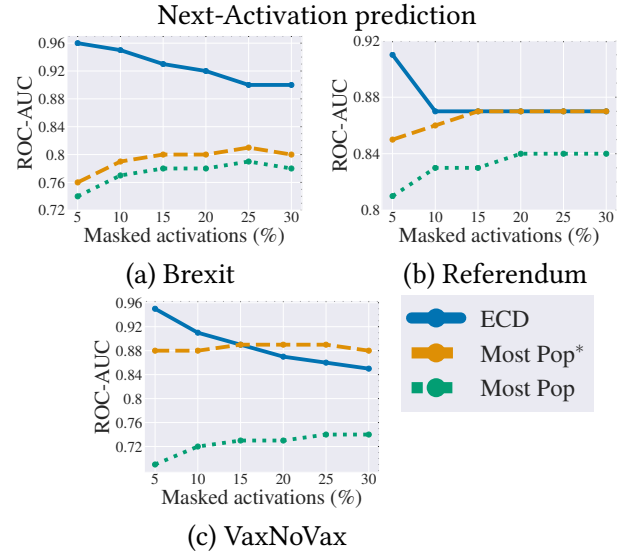 Next-Activation prediction
ROC-AUC
0.96
0.92
0.88
0.84
0.8
0.76
0.72
5 10 15 20 25 30
Masked activations (%)
(a) Brexit
ROC-AUC
0.92
0.88
0.84
0.8
5 10 15 20 25 30
Masked activations (%)
(b) Referendum
ROC-AUC
0.96
0.92
0.88
0.84
0.8
0.76
0.72
5 10 15 20 25 30
Masked activations (%)
(c) VaxNoVax
ECD
Most Pop*
Most Pop